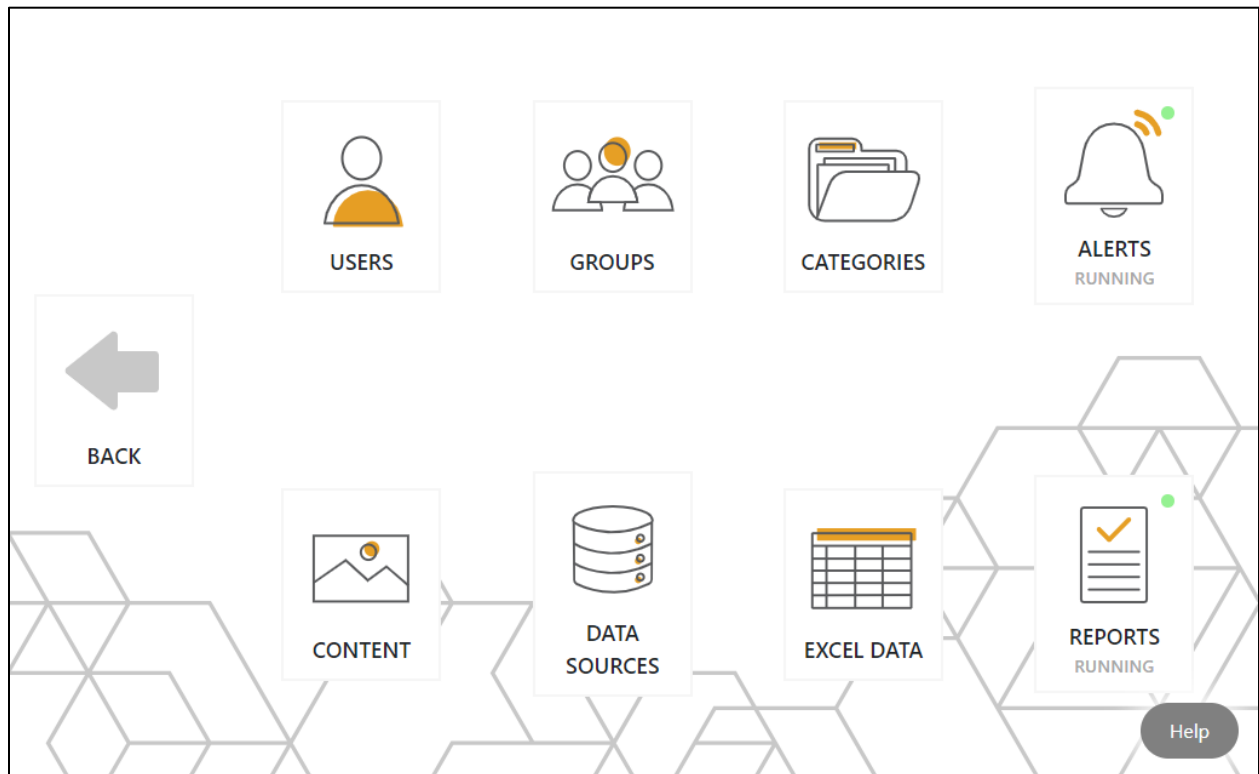 USERS
GROUPS
CATEGORIES
ALERTS
RUNNING
BACK
CONTENT
DATA
SOURCES
EXCEL DATA
REPORTS
RUNNING
Help